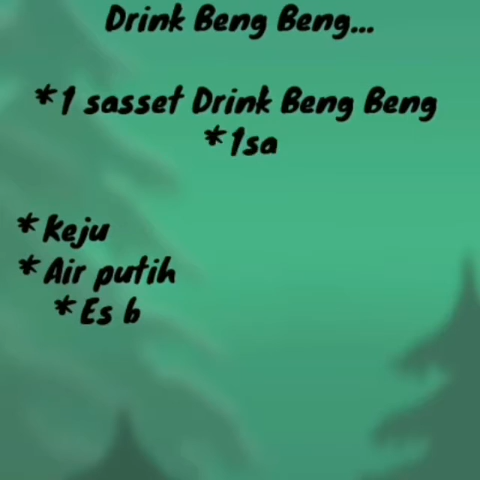 Drink Beng Beng...
*1 sasset Drink Beng Beng
*1sa
*Keju
*Air putih
*Es b